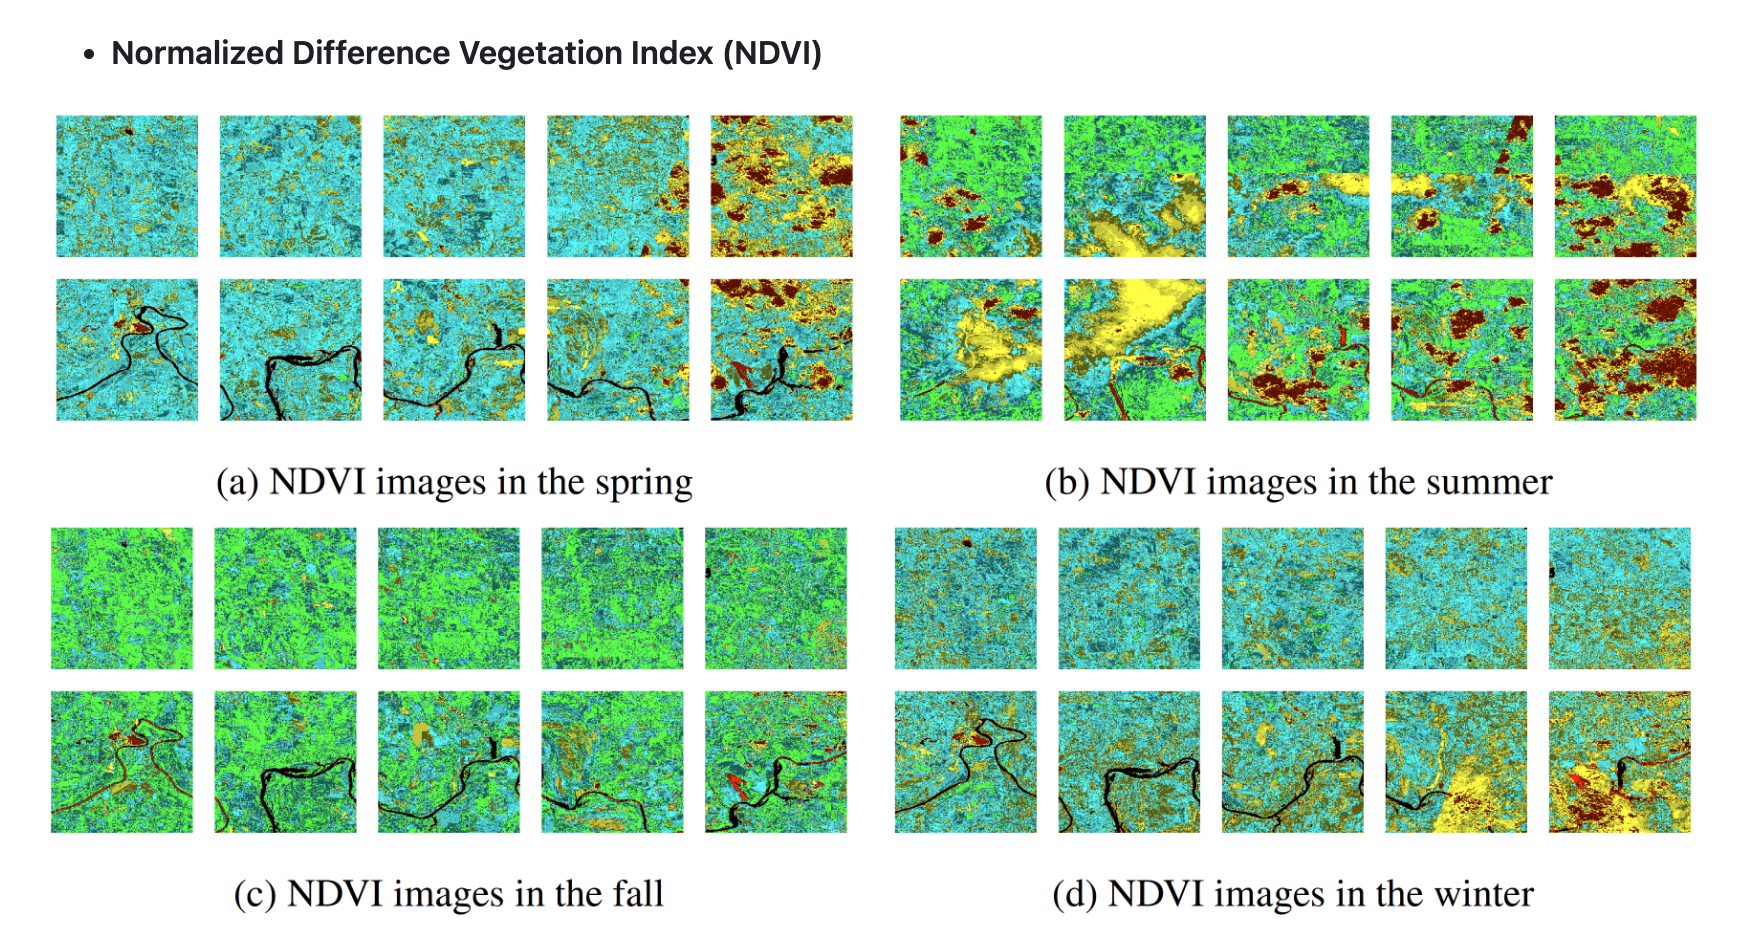 • Normalized Difference Vegetation Index (NDVI)
(a) NDVI images in the spring
(b) NDVI images in the summer
(c) NDVI images in the fall
(d) NDVI images in the winter